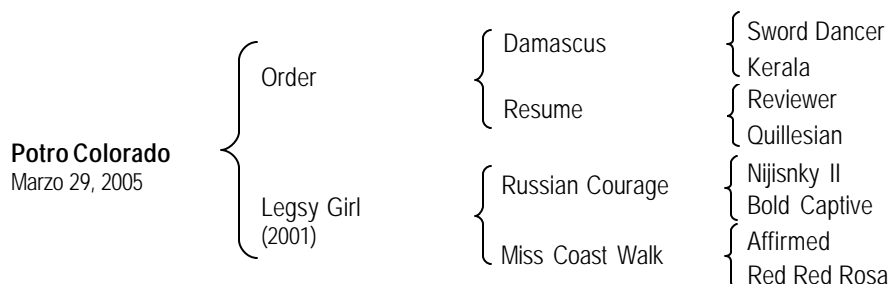 Potro Colorado
Marzo 29, 2005
Order
Legsy Girl
(2001)
Damascus
Resume
Russian Courage
Miss Coast Walk
Sword Dancer
Kerala
Reviewer
Quillesian
Nijisnky II
Bold Captive
Affirmed
Red Red Rosa